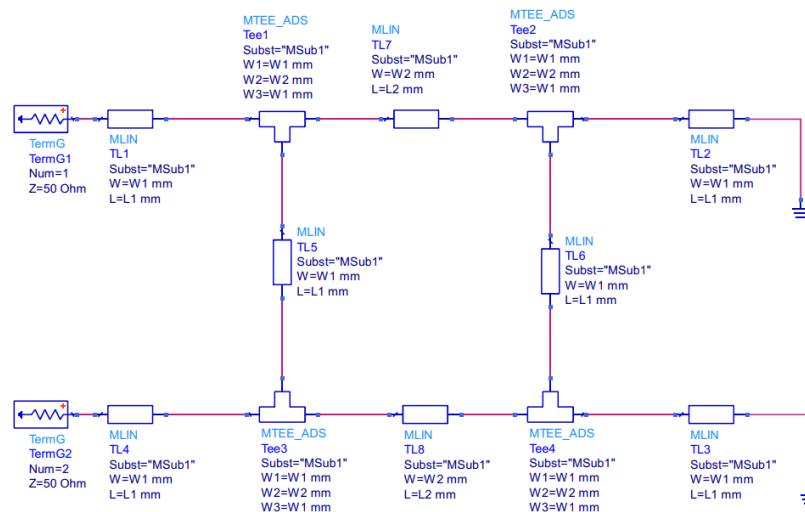 MTEE_ADS
Tee1
Subst="MSub1"
W1=W1 mm
W2=W2 mm
W3=W1 mm
MLIN
TL7
Subst="MSub1"
W=W2 mm
L=L2 mm
MTEE_ADS
Tee2
Subst="MSub1"
W1=W1 mm
W2=W2 mm
W3=W1 mm
TermG
TermG1
Num=1
Z=50 Ohm
MLIN
TL1
Subst="MSub1"
W=W1 mm
L=L1 mm
MLIN
TL2
Subst="MSub1"
W=W1 mm
L=L1 mm
MLIN
TL5
Subst="MSub1"
W=W1 mm
L=L1 mm
MLIN
TL6
Subst="MSub1"
W=W1 mm
L=L1 mm
TermG
TermG2
Num=2
Z=50 Ohm
MLIN
TL4
Subst="MSub1"
W=W1 mm
L=L1 mm
MTEE_ADS
Tee3
Subst="MSub1"
W1=W1 mm
W2=W2 mm
W3=W1 mm
MLIN
TL8
Subst="MSub1"
W=W2 mm
L=L2 mm
MTEE_ADS
Tee4
Subst="MSub1"
W1=W1 mm
W2=W2 mm
W3=W1 mm
MLIN
TL3
Subst="MSub1"
W=W1 mm
L=L1 mm